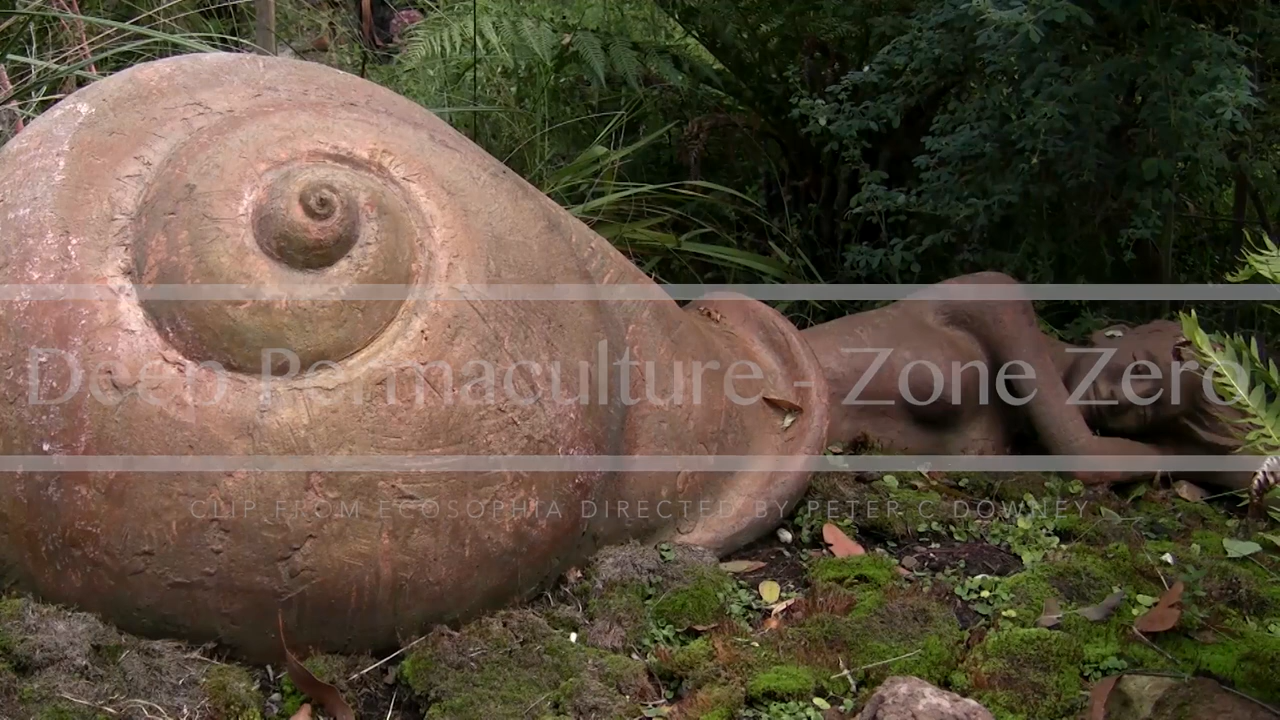 Deep Permaculture - Zone Zero
CLIP FROM ECOSOPHIA DIRECTED BY PETER C DOWNEY